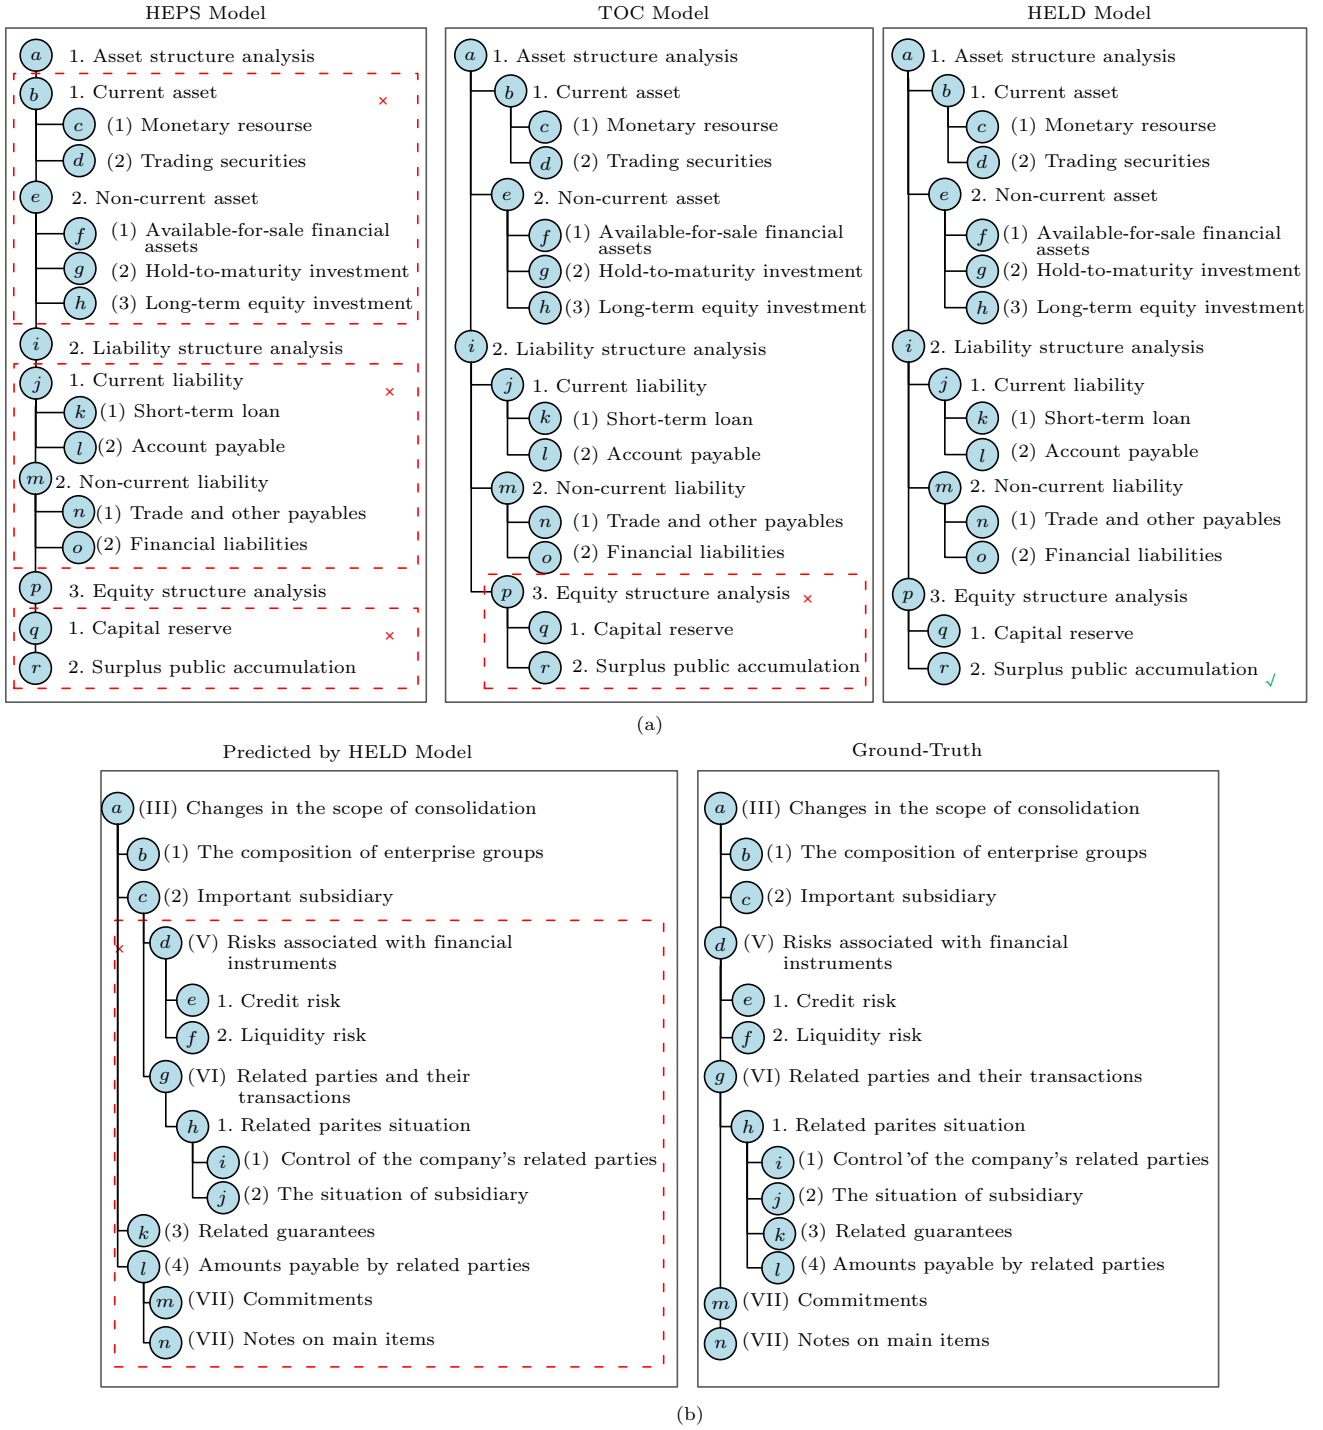 HEPS Model
a 1. Asset structure analysis
b 1. Current asset
×
c (1) Monetary resourse
d (2) Trading securities
e 2. Non-current asset
f (1) Available-for-sale financial
assets
g (2) Hold-to-maturity investment
h (3) Long-term equity investment
i 2. Liability structure analysis
j 1. Current liability
×
k (1) Short-term loan
l (2) Account payable
m 2. Non-current liability
n (1) Trade and other payables
o (2) Financial liabilities
p 3. Equity structure analysis
q 1. Capital reserve
×
r 2. Surplus public accumulation
TOC Model
a 1. Asset structure analysis
b 1. Current asset
c (1) Monetary resourse
d (2) Trading securities
e 2. Non-current asset
f (1) Available-for-sale financial
assets
g (2) Hold-to-maturity investment
h (3) Long-term equity investment
i 2. Liability structure analysis
j 1. Current liability
k (1) Short-term loan
l (2) Account payable
m 2. Non-current liability
n (1) Trade and other payables
o (2) Financial liabilities
p 3. Equity structure analysis ×
q 1. Capital reserve
r 2. Surplus public accumulation
HELD Model
a 1. Asset structure analysis
b 1. Current asset
c (1) Monetary resourse
d (2) Trading securities
e 2. Non-current asset
f (1) Available-for-sale financial
assets
g (2) Hold-to-maturity investment
h (3) Long-term equity investment
i 2. Liability structure analysis
j 1. Current liability
k (1) Short-term loan
l (2) Account payable
m 2. Non-current liability
n (1) Trade and other payables
o (2) Financial liabilities
p 3. Equity structure analysis
q 1. Capital reserve
r 2. Surplus public accumulation √
(a)
Predicted by HELD Model
a (III) Changes in the scope of consolidation
b (1) The composition of enterprise groups
c (2) Important subsidiary
× d (V) Risks associated with financial
instruments
e 1. Credit risk
f 2. Liquidity risk
g (VI) Related parties and their
transactions
h 1. Related parites situation
i (1) Control of the company's related parties
j (2) The situation of subsidiary
k (3) Related guarantees
l (4) Amounts payable by related parties
m (VII) Commitments
n (VII) Notes on main items
Ground-Truth
a (III) Changes in the scope of consolidation
b (1) The composition of enterprise groups
c (2) Important subsidiary
d (V) Risks associated with financial
instruments
e 1. Credit risk
f 2. Liquidity risk
g (VI) Related parties and their transactions
h 1. Related parites situation
i (1) Control 'of the company's related parties
j (2) The situation of subsidiary
k (3) Related guarantees
l (4) Amounts payable by related parties
m (VII) Commitments
n (VII) Notes on main items
(b)